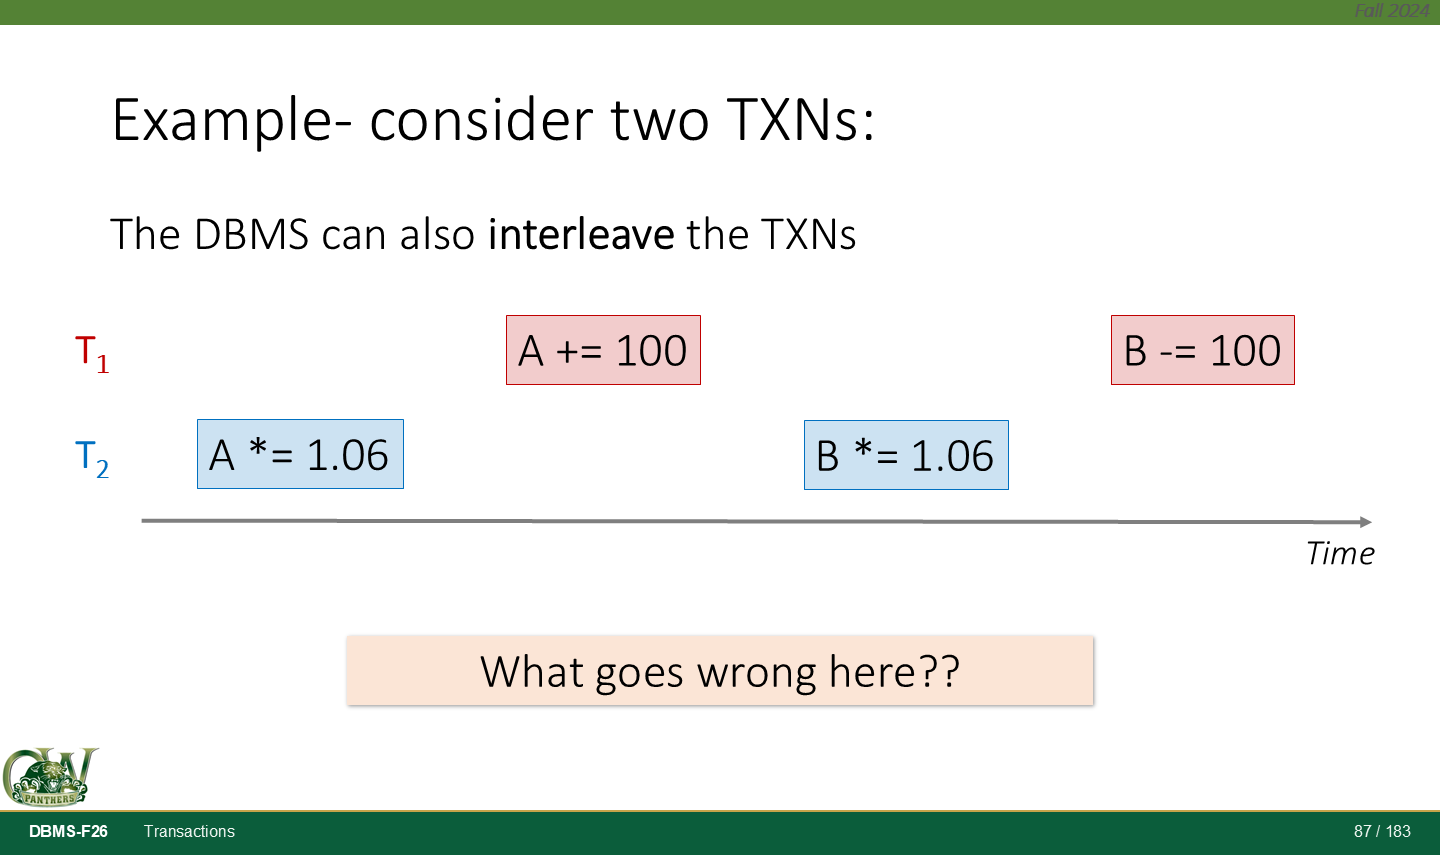 Fall 2024
Example- consider two TXNs:
The DBMS can also interleave the TXNs
T1 A += 100 B -= 100
T2 A *= 1.06 B *= 1.06
Time
What goes wrong here??
OW
PANTHERS
DBMS-F26 Transactions 87 / 183